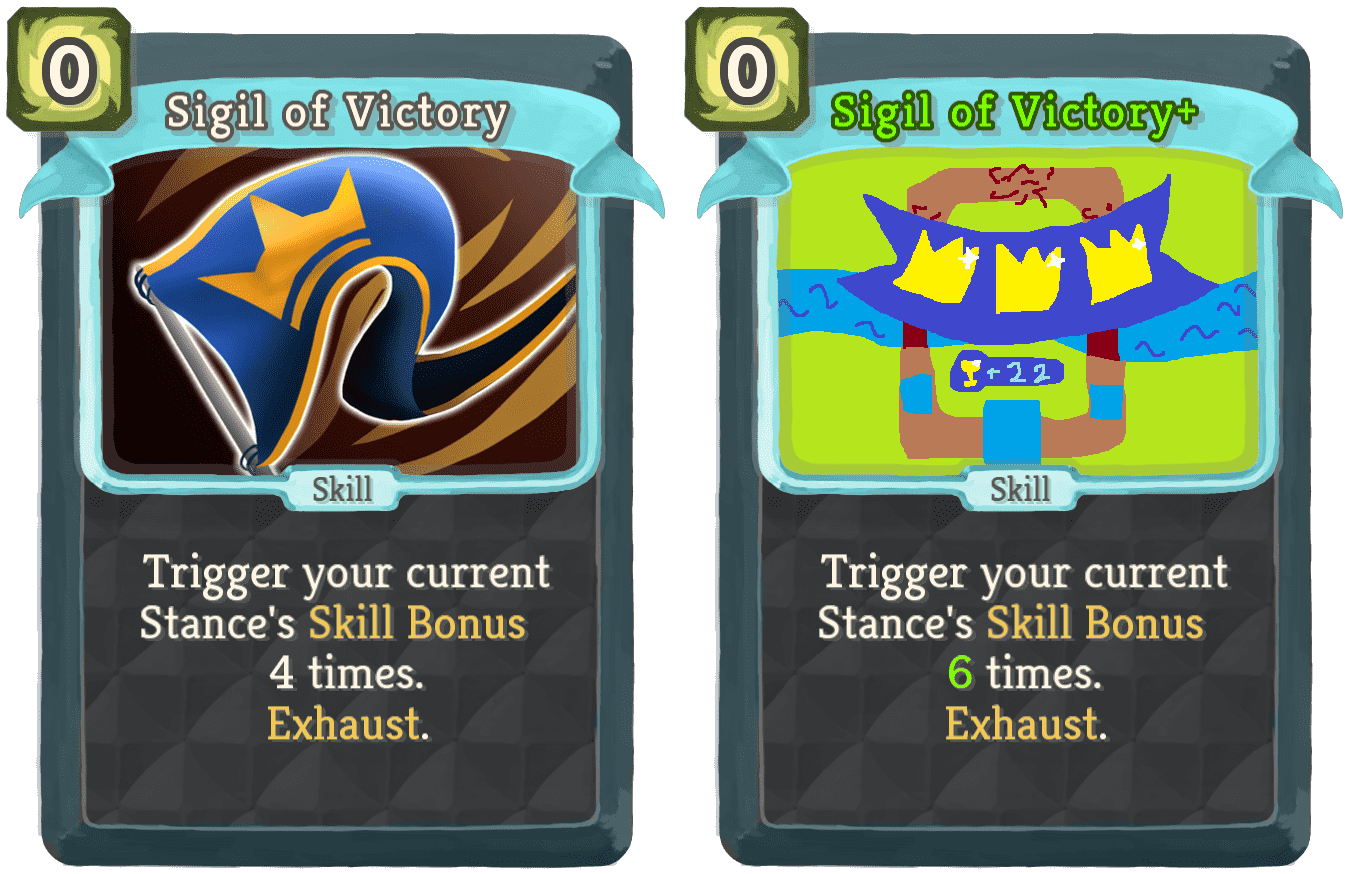 0
Sigil of Victory
Skill
Trigger your current
Stance's Skill Bonus
4 times.
Exhaust.
0
Sigil of Victory+
+22
Skill
Trigger your current
Stance's Skill Bonus
6 times.
Exhaust.